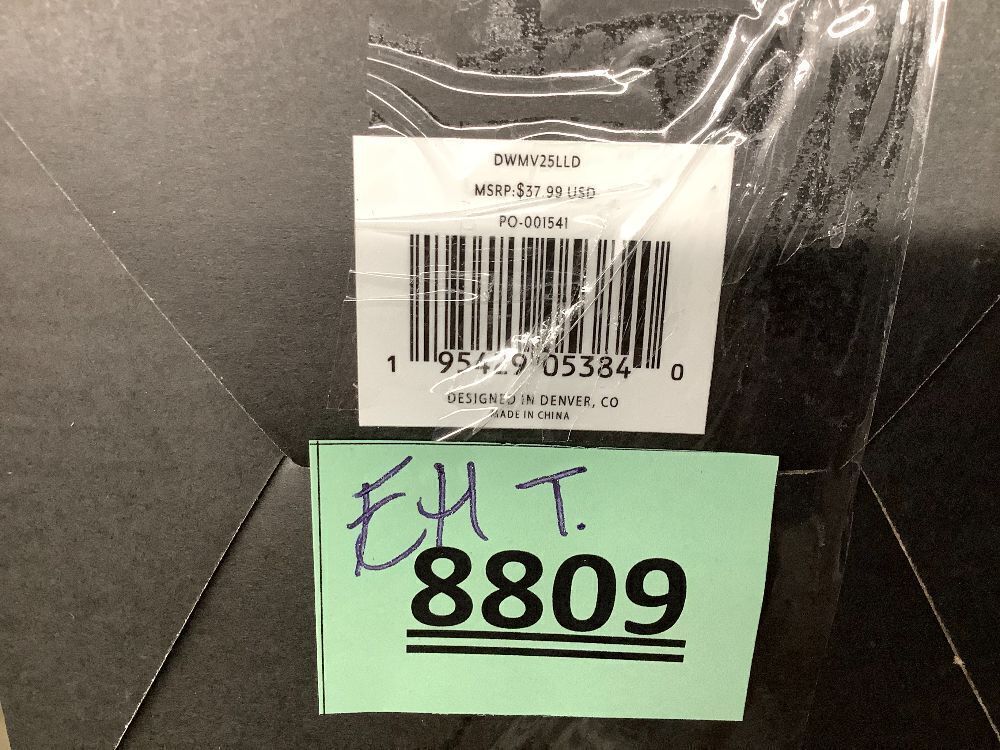 DWMV25LLD
MSRP:$37.99 USD
PO-001541
1 95429 05384 0
DESIGNED IN DENVER, CO
MADE IN CHINA
EH T.
8809